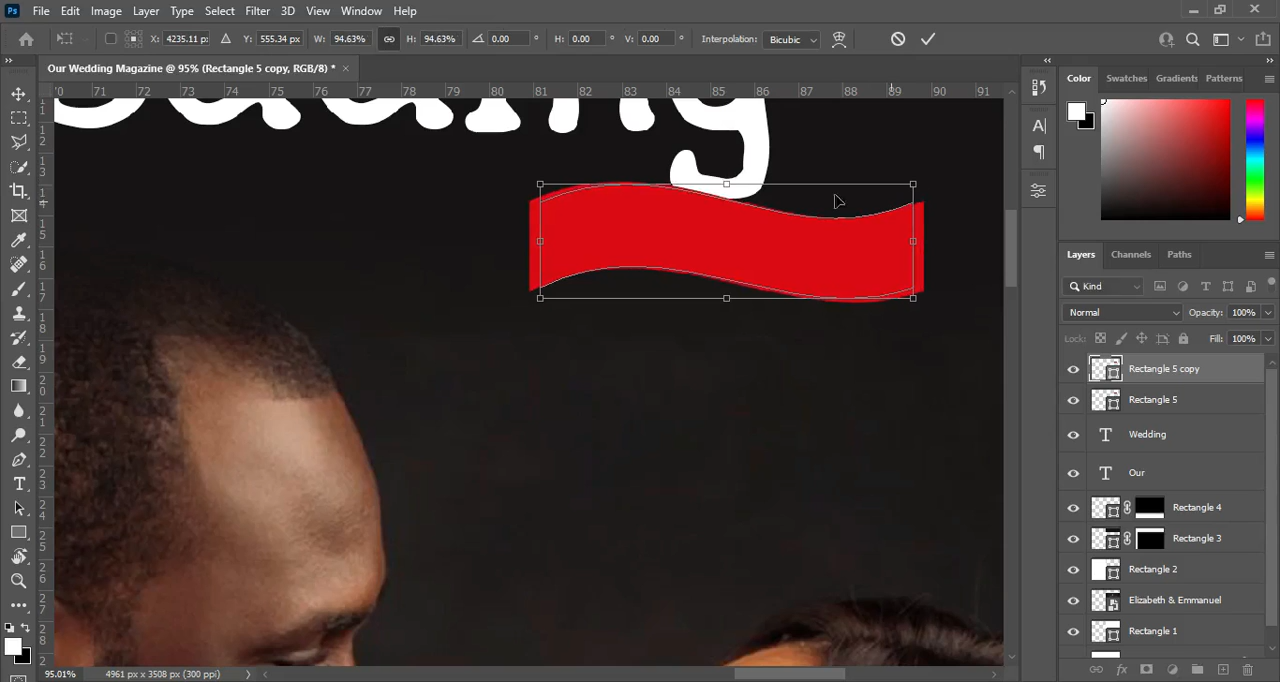 Ps File Edit Image Layer Type Select Filter 3D View Window Help
X: 4235.11 p: Y: 555.34 px W: 94.63% H: 94.63% 0.00 ° H: 0.00 ° V: 0.00 ° Interpolation: Bicubic
Our Wedding Magazine @ 95% (Rectangle 5 copy, RGB/8) * ×
Color Swatches Gradients Patterns
71 72 73 74 75 76 77 78 79 80 81 82 83 84 85 86 87 88 89 90 91
Wedding
Layers Channels Paths
Kind
Normal Opacity: 100%
Lock: Fill: 100%
Rectangle 5 copy
Rectangle 5
Wedding
Our
Rectangle 4
Rectangle 3
Rectangle 2
Elizabeth & Emmanuel
Rectangle 1
95.01% 4961 px x 3508 px (300 ppi)